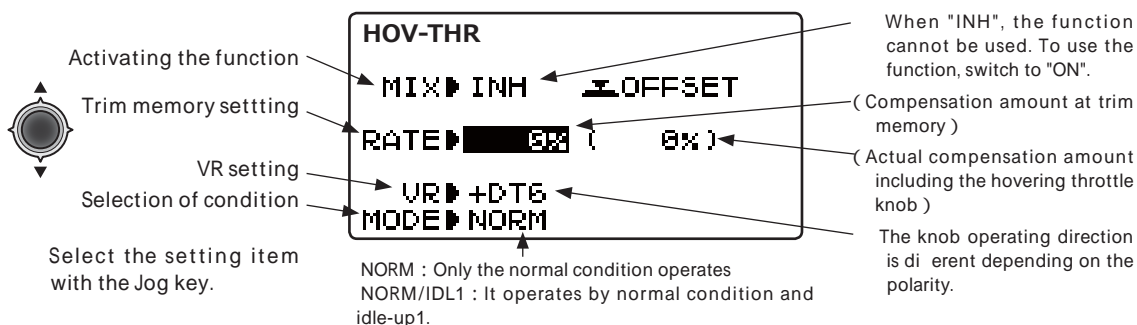 HOV-THR
MIX▶INH OFFSET
RATE▶ 0% ( 0%)
VR▶+DT6
MODE▶NORM
Activating the function
Trim memory settting
VR setting
Selection of condition
Select the setting item
with the Jog key.
NORM : Only the normal condition operates
NORM/IDL1 : It operates by normal condition and
idle-up1.
When "INH", the function
cannot be used. To use the
function, switch to "ON".
( Compensation amount at trim
memory )
( Actual compensation amount
including the hovering throttle
knob )
The knob operating direction
is di erent depending on the
polarity.